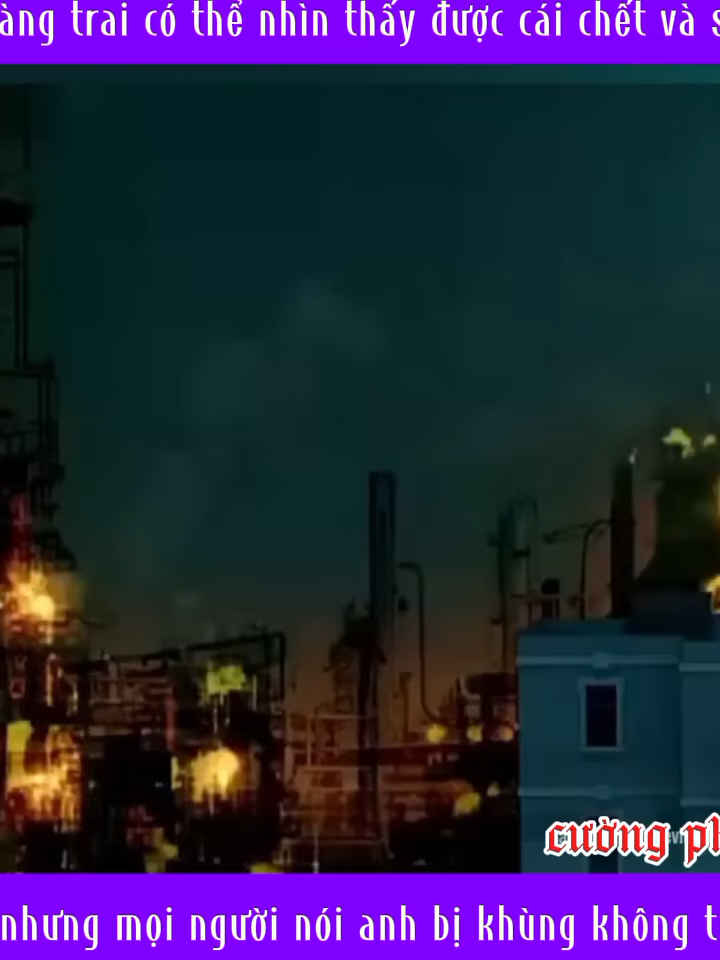 àng trai có thể nhìn thấy được cái chết và s
cường ph
nhưng mọi người nói anh bị khùng không t